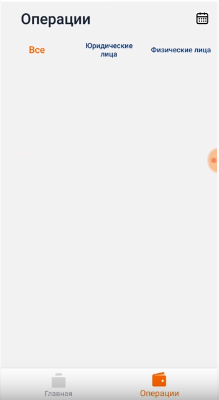 Операции
Все
Юридические
лица
Физические лица
Главная
Операции